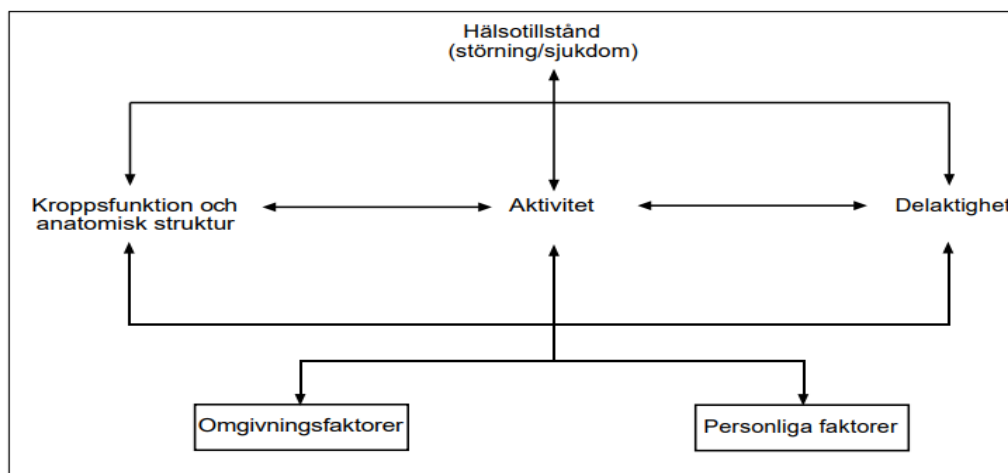 Hälsotillstånd
(störning/sjukdom)
Kroppsfunktion och
anatomisk struktur
Aktivitet
Delaktighet
Omgivningsfaktorer
Personliga faktorer